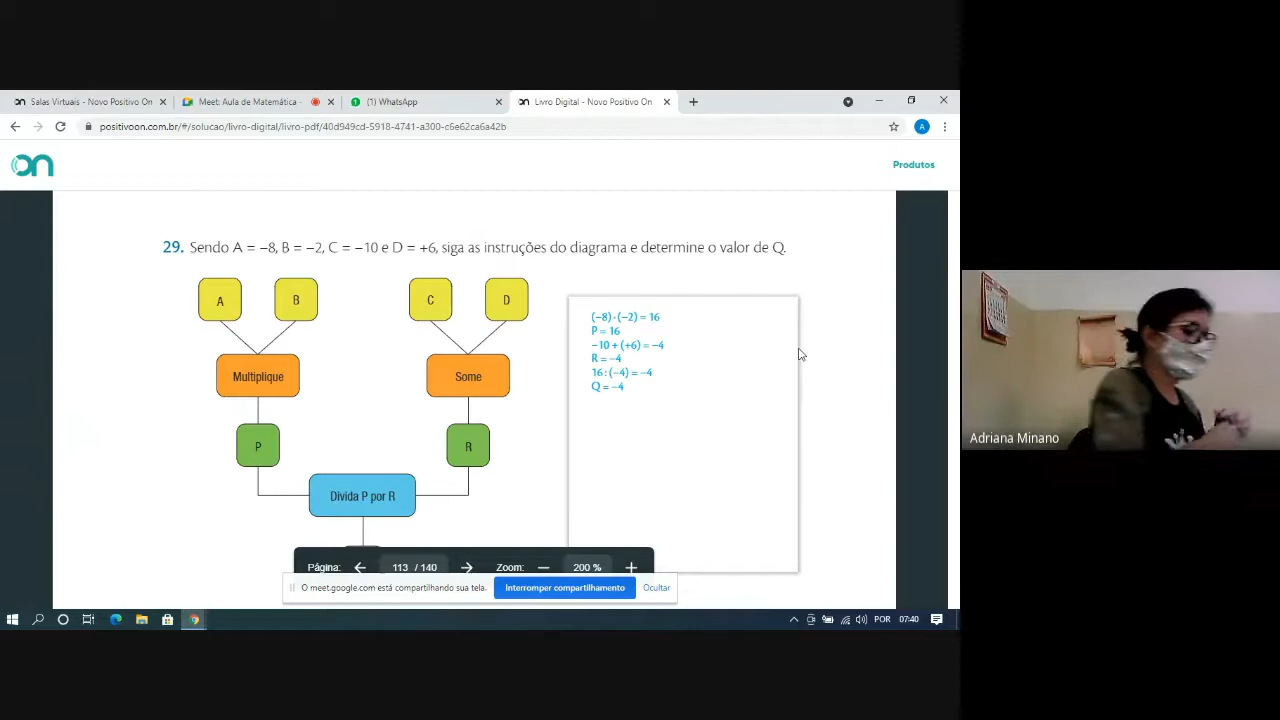 Salas Virtuais - Novo Positivo On
Meet: Aula de Matemática -
(1) WhatsApp
Livro Digital - Novo Positivo On
positivoon.com.br/#/solucao/livro-digital/livro-pdf/40d949cd-5918-4741-a300-c6e62ca6a42b
A
on
Produtos
29. Sendo A = −8, B = −2, C = −10 e D = +6, siga as instruções do diagrama e determine o valor de Q.
A B C D
Multiplique Some
P R
Divida P por R
(−8) · (−2) = 16
P = 16
−10 + (+6) = −4
R = −4
16 : (−4) = −4
Q = −4
Página: 113 / 140 Zoom: 200 %
O meet.google.com está compartilhando sua tela. Interromper compartilhamento Ocultar
POR 07:40
Adriana Minano